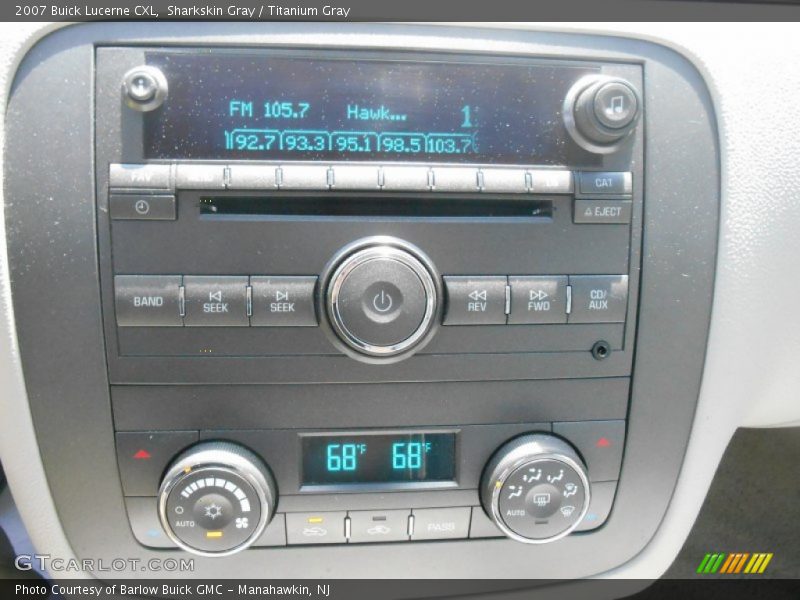 2007 Buick Lucerne CXL,  Sharkskin Gray / Titanium Gray
FM 105.7 Hawk... 1
92.7 93.3 95.1 98.5 103.7
CAT
EJECT
BAND SEEK SEEK REV FWD CD/AUX
68°F 68°F
AUTO AUTO
PASS
GTCarLot.com
Photo Courtesy of Barlow Buick GMC - Manahawkin, NJ